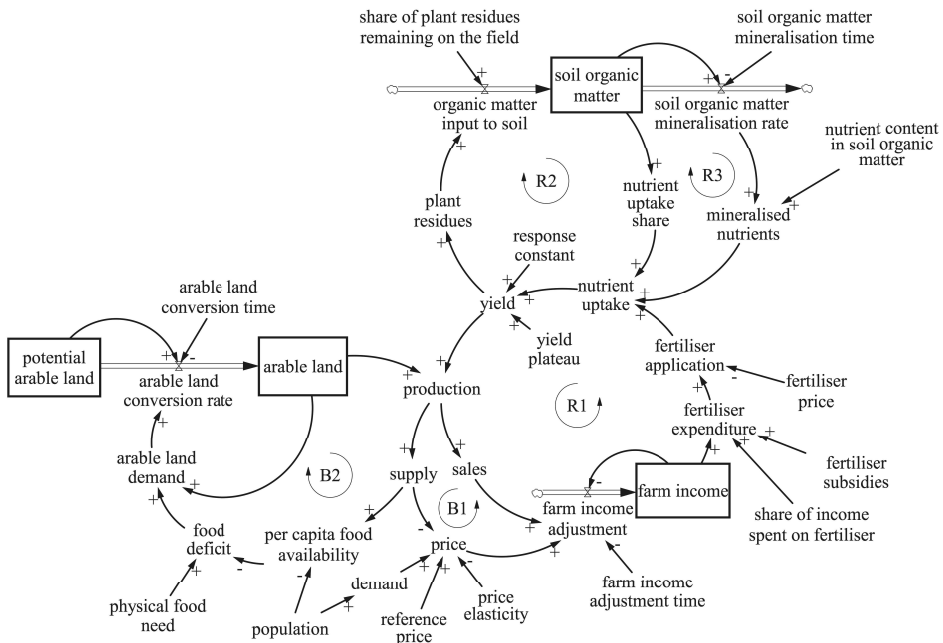 share of plant residues
remaining on the field
soil organic matter
mineralisation time
+
soil organic
matter
+
-
organic matter
input to soil
soil organic matter
mineralisation rate
nutrient content
in soil organic
matter
+
R2
+
R3
+
+
plant
residues
nutrient
uptake
share
mineralised
nutrients
+
response
constant
+
+
+
+
yield
nutrient
uptake
+
arable land
conversion time
+
yield
plateau
fertiliser
application
potential
arable land
+
-
arable land
+
+
-
fertiliser
price
arable land
conversion rate
production
R1
fertiliser
expenditure
+
+
+
+
+
+
arable land
demand
+
B2
supply
sales
-
farm income
fertiliser
subsidies
+
+
-
B1
+
farm income
adjustment
share of income
spent on fertiliser
food
deficit
per capita food
availability
price
+
-
+
-
-
demand
+
+
-
+
farm income
adjustment time
physical food
need
population
reference
price
price
elasticity